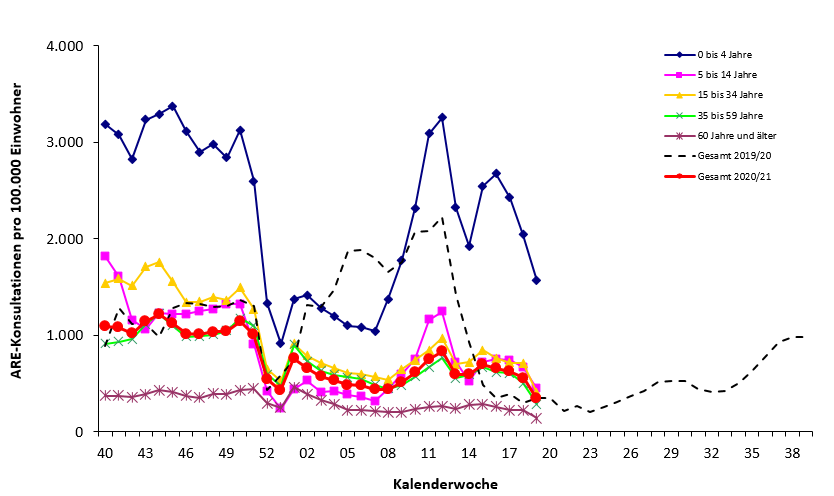 ARE-Konsultationen pro 100.000 Einwohner
4.000
3.000
2.000
1.000
0
0 bis 4 Jahre
5 bis 14 Jahre
15 bis 34 Jahre
35 bis 59 Jahre
60 Jahre und älter
Gesamt 2019/20
Gesamt 2020/21
40 43 46 49 52 02 05 08 11 14 17 20 23 26 29 32 35 38
Kalenderwoche